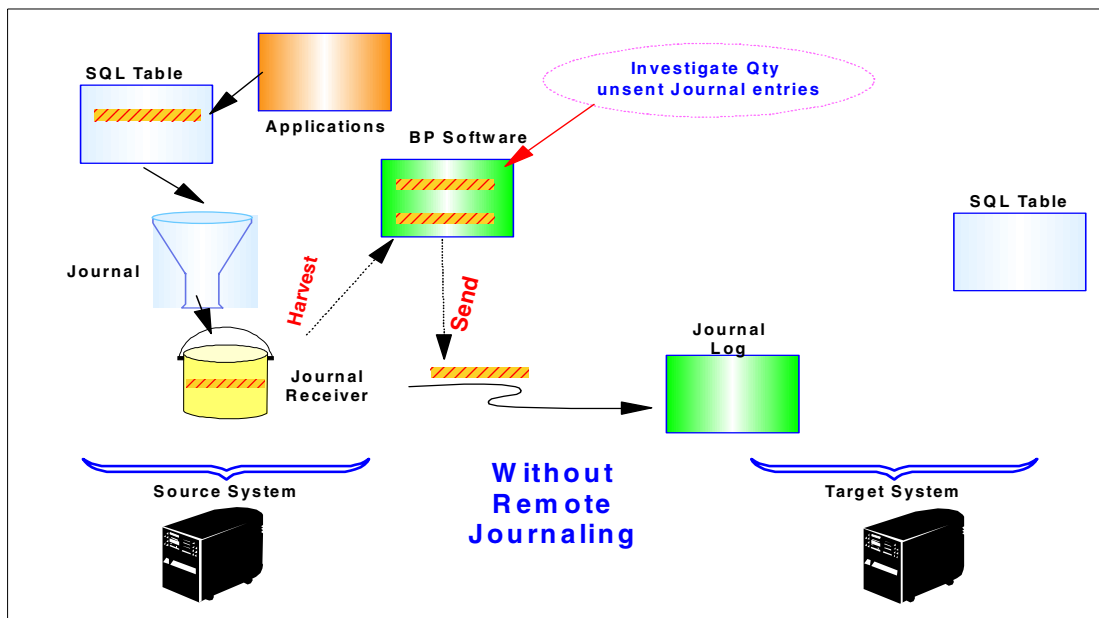 SQL Table
Applications
Investigate Qty
unsent Journal entries
BP Software
SQL Table
Journal
Harvest
Send
Journal
Receiver
Journal
Log
Source System
Without
Remote
Journaling
Target System